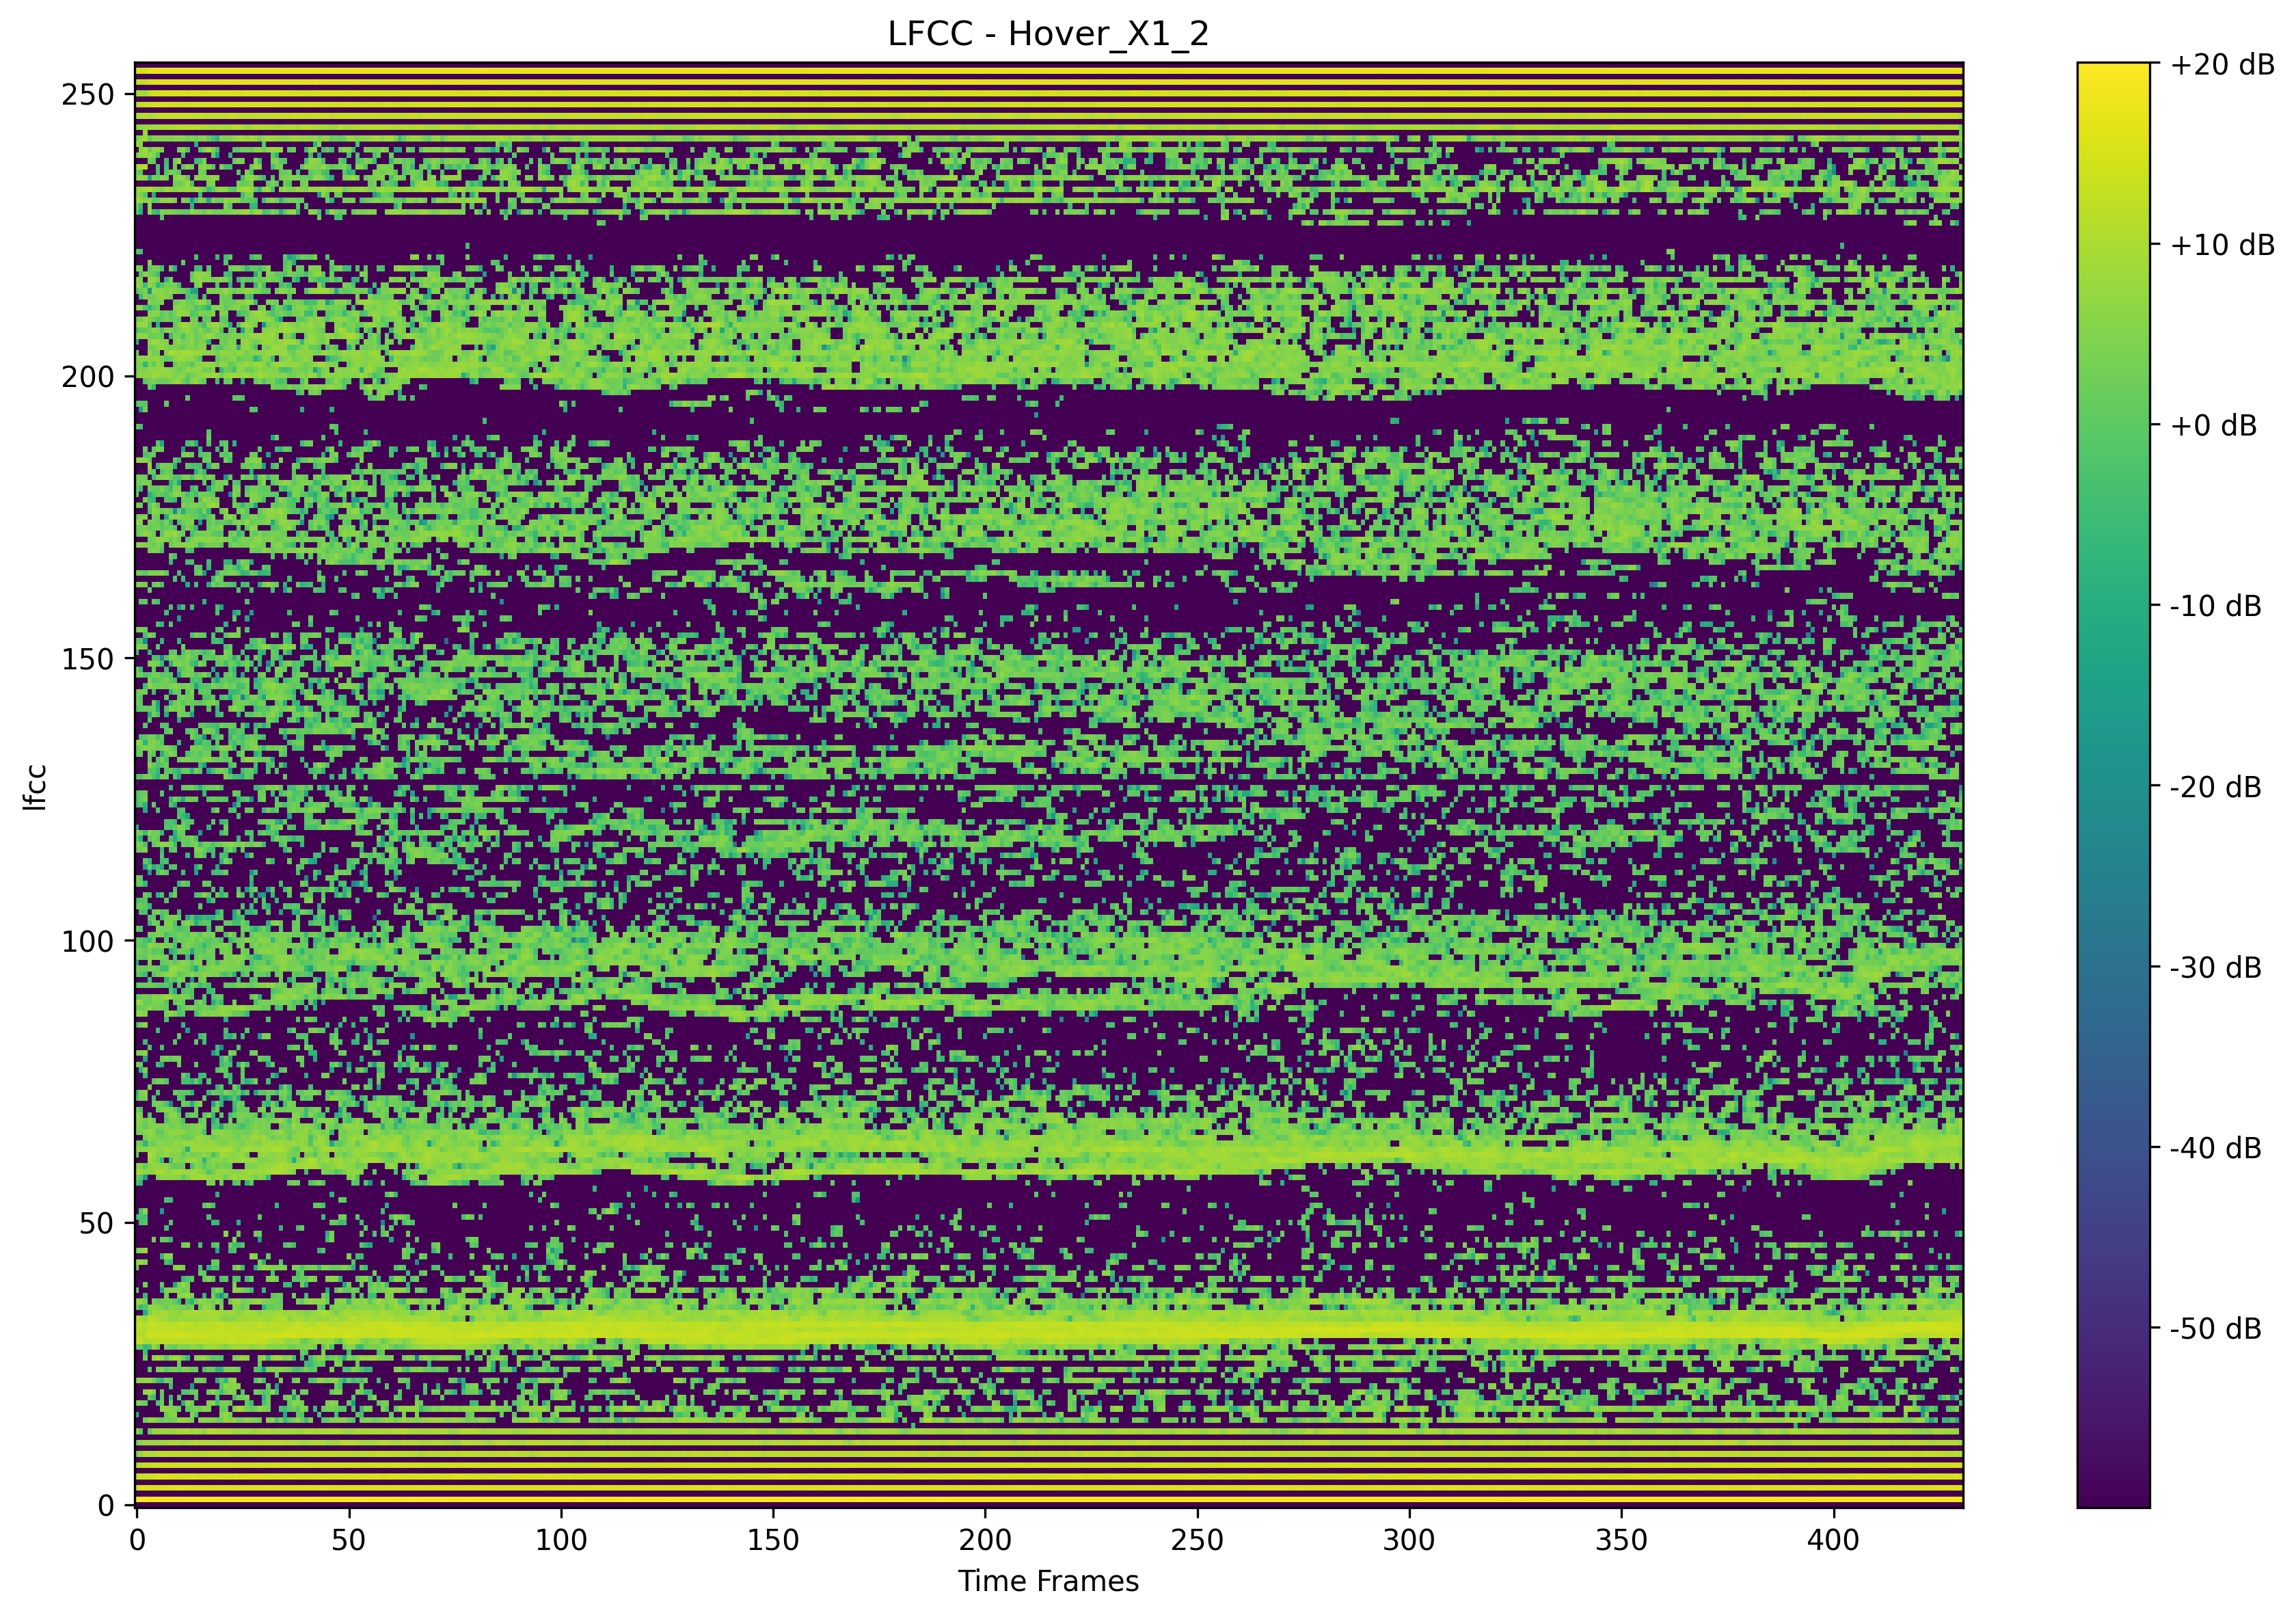 LFCC - Hover_X1_2
250
200
150
100
50
0
lfcc
0 50 100 150 200 250 300 350 400
Time Frames
+20 dB
+10 dB
+0 dB
-10 dB
-20 dB
-30 dB
-40 dB
-50 dB